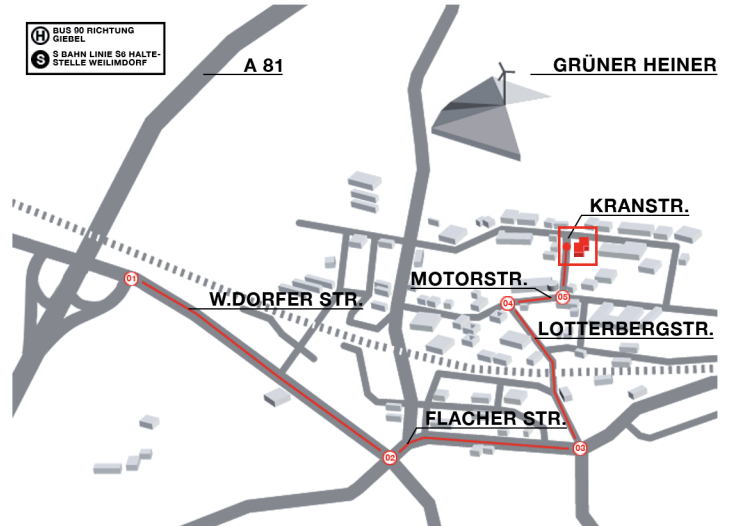 H BUS 90 RICHTUNG
GIEBEL
S S BAHN LINIE S6 HALTE-
STELLE WEILIMDORF
A 81
GRÜNER HEINER
KRANSTR.
MOTORSTR.
W.DORFER STR.
LOTTERBERGSTR.
FLACHER STR.
01
02
03
04
05